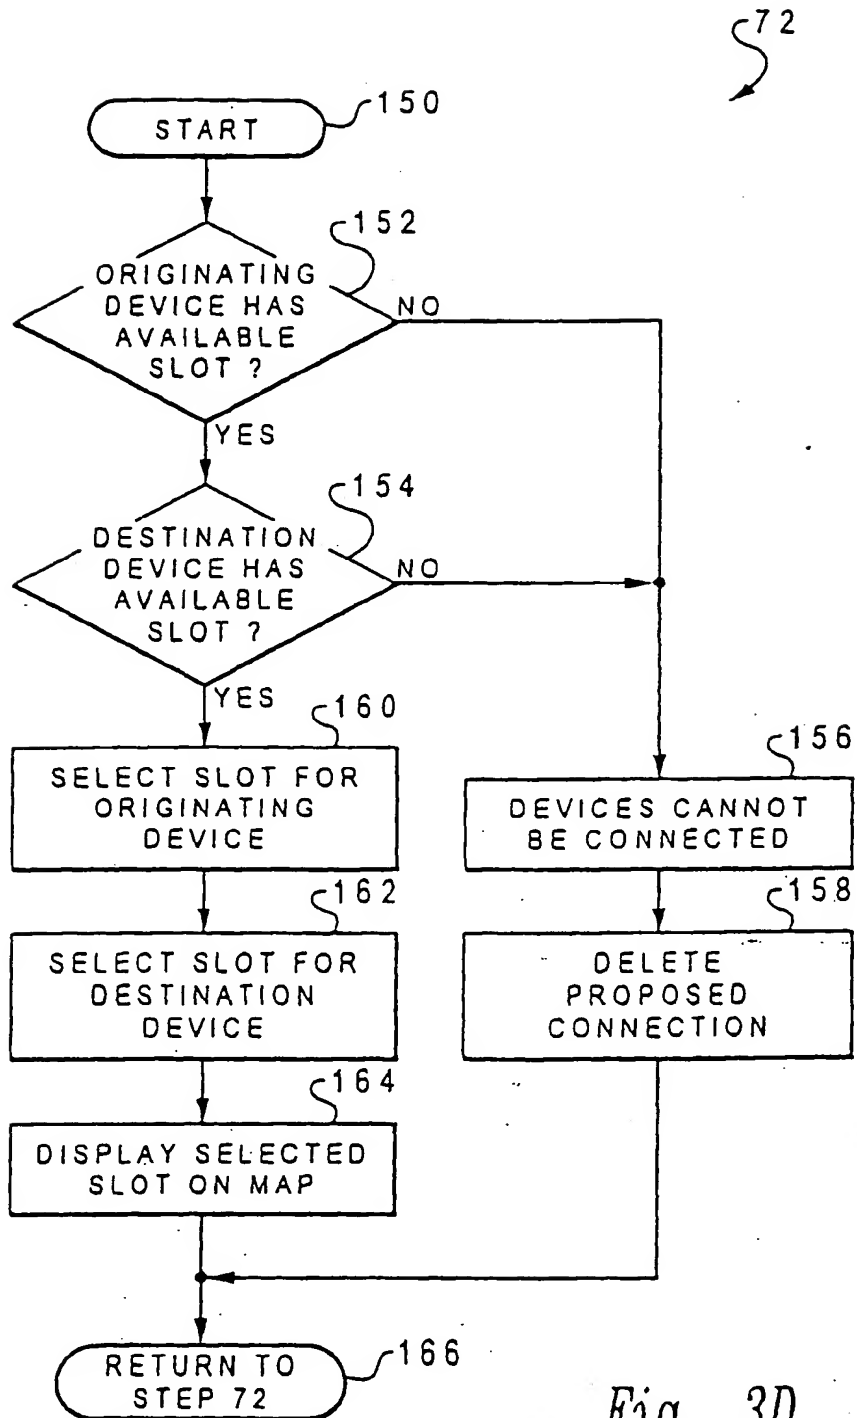 72
START
150
152
ORIGINATING
DEVICE HAS
AVAILABLE
SLOT ?
NO
YES
154
DESTINATION
DEVICE HAS
AVAILABLE
SLOT ?
NO
YES
160
SELECT SLOT FOR
ORIGINATING
DEVICE
156
DEVICES CANNOT
BE CONNECTED
162
SELECT SLOT FOR
DESTINATION
DEVICE
158
DELETE
PROPOSED
CONNECTION
164
DISPLAY SELECTED
SLOT ON MAP
RETURN TO
STEP 72
166
Fig. 3D